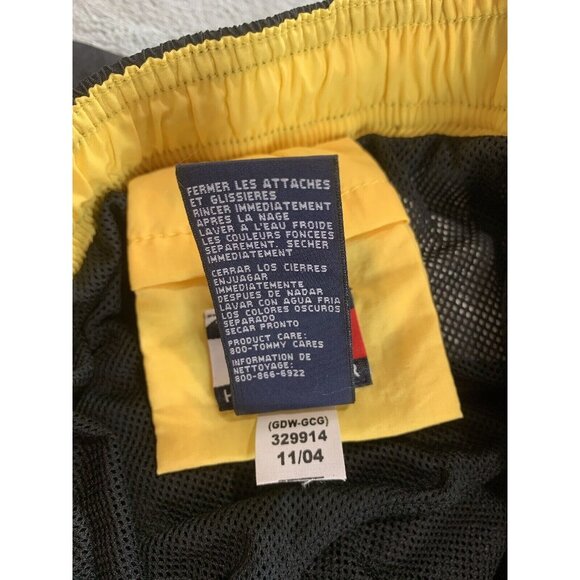 FERMER LES ATTACHES
ET GLISSIERES
RINCER IMMEDIATEMENT
APRES LA NAGE
LAVER A L'EAU FROIDE
LES COULEURS FONCEES
SEPAREMENT. SECHER
IMMEDIATEMENT
CERRAR LOS CIERRES
ENJUAGAR
IMMEDIATEMENTE
DESPUES DE NADAR
LAVAR CON AGUA FRIA
LOS COLORES OSCUROS
SEPARADO
SECAR PRONTO
PRODUCT CARE:
800-TOMMY CARES
INFORMATION DE
NETTOYAGE:
800-866-6922
H
R
(GDW-GCG)
329914
11/04